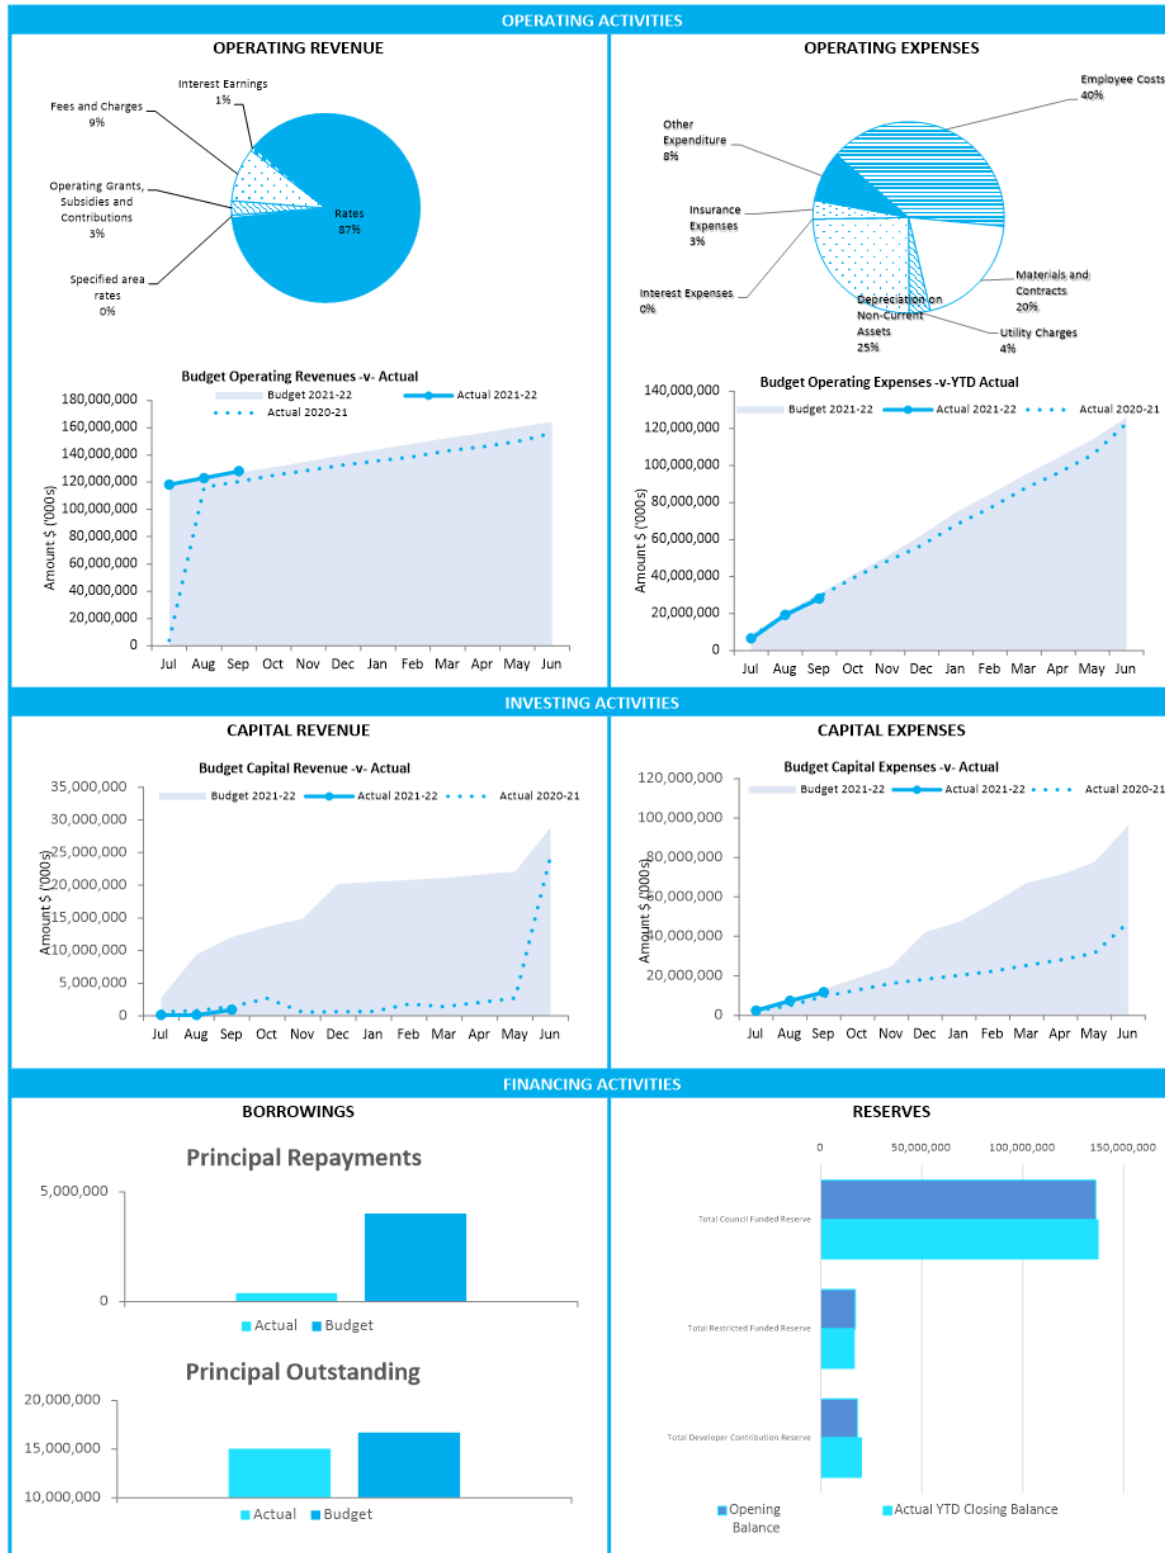 OPERATING ACTIVITIES
OPERATING REVENUE
Interest Earnings
1%
Fees and Charges
9%
Operating Grants,
Subsidies and
Contributions
3%
Specified area
rates
0%
Rates
87%
Budget Operating Revenues -v- Actual
Budget 2021-22
Actual 2021-22
Actual 2020-21
Amount $ ('000s)
180,000,000
160,000,000
140,000,000
120,000,000
100,000,000
80,000,000
60,000,000
40,000,000
20,000,000
0
Jul Aug Sep Oct Nov Dec Jan Feb Mar Apr May Jun
OPERATING EXPENSES
Employee Costs
40%
Other
Expenditure
8%
Insurance
Expenses
3%
Interest Expenses
0%
Depreciation on
Non-Current
Assets
25%
Materials and
Contracts
20%
Utility Charges
4%
Budget Operating Expenses -v-YTD Actual
Budget 2021-22
Actual 2021-22
Actual 2020-21
Amount $ ('000s)
140,000,000
120,000,000
100,000,000
80,000,000
60,000,000
40,000,000
20,000,000
0
Jul Aug Sep Oct Nov Dec Jan Feb Mar Apr May Jun
INVESTING ACTIVITIES
CAPITAL REVENUE
Budget Capital Revenue -v- Actual
Budget 2021-22
Actual 2021-22
Actual 2020-21
Amount $ ('000s)
35,000,000
30,000,000
25,000,000
20,000,000
15,000,000
10,000,000
5,000,000
0
Jul Aug Sep Oct Nov Dec Jan Feb Mar Apr May Jun
CAPITAL EXPENSES
Budget Capital Expenses -v- Actual
Budget 2021-22
Actual 2021-22
Actual 2020-21
Amount $ ('000s)
120,000,000
100,000,000
80,000,000
60,000,000
40,000,000
20,000,000
0
Jul Aug Sep Oct Nov Dec Jan Feb Mar Apr May Jun
FINANCING ACTIVITIES
BORROWINGS
Principal Repayments
5,000,000
0
Actual
Budget
Principal Outstanding
20,000,000
15,000,000
10,000,000
Actual
Budget
RESERVES
0 50,000,000 100,000,000 150,000,000
Total Council Funded Reserve
Total Restricted Funded Reserve
Total Developer Contribution Reserve
Opening
Balance
Actual YTD Closing Balance